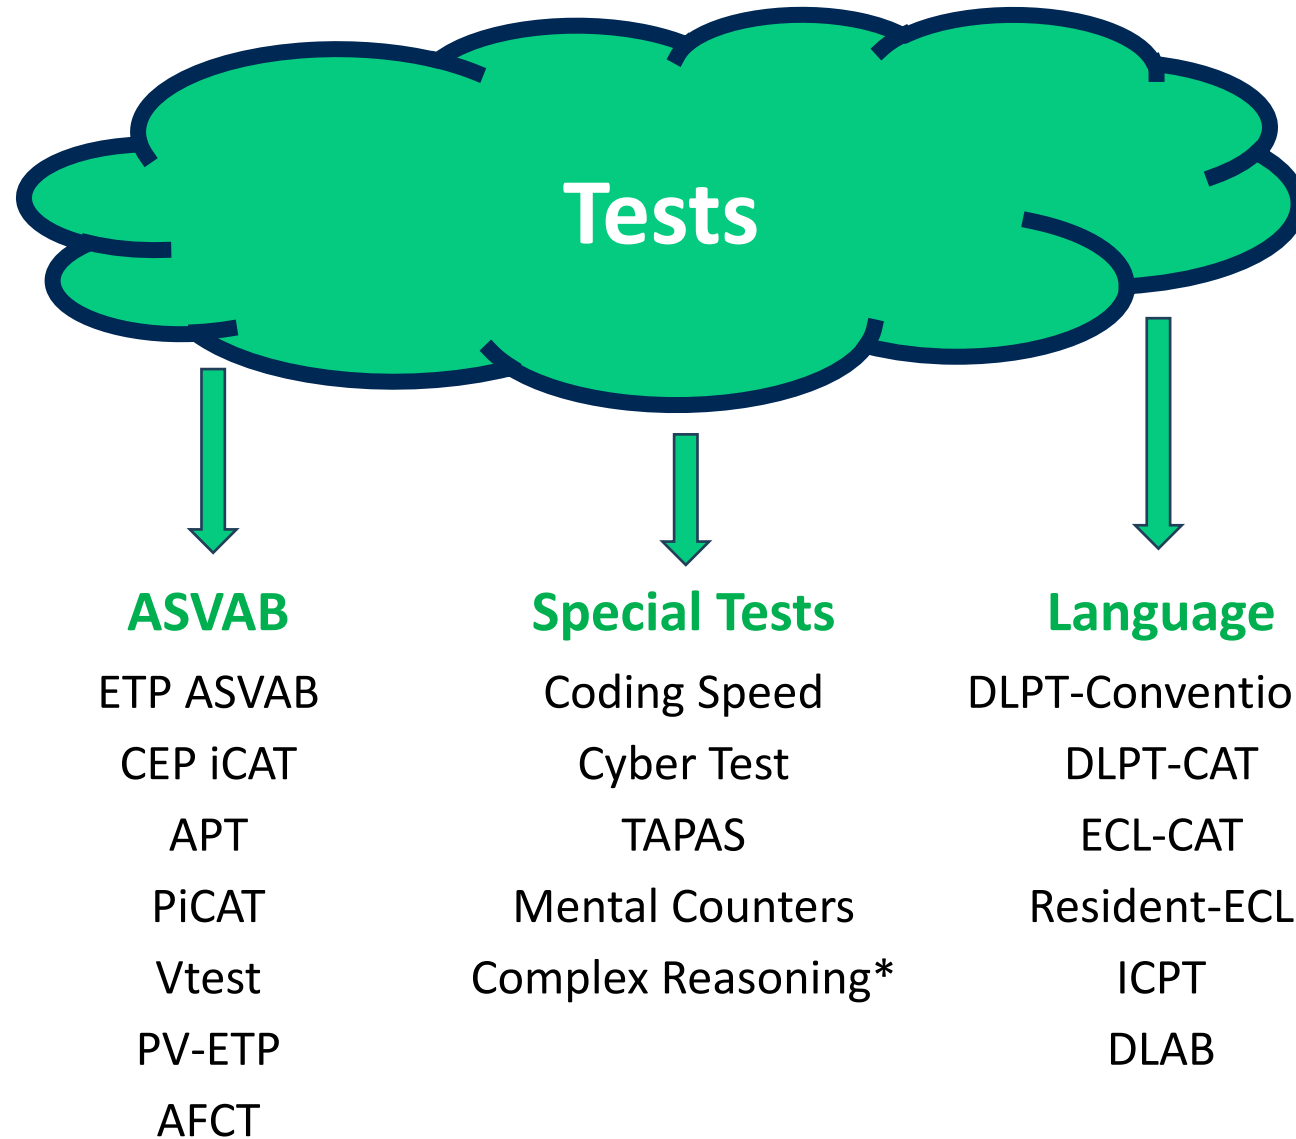 Tests
ASVAB
ETP ASVAB
CEP iCAT
APT
PiCAT
Vtest
PV-ETP
AFCT
Special Tests
Coding Speed
Cyber Test
TAPAS
Mental Counters
Complex Reasoning*
Language
DLPT-Conventio
DLPT-CAT
ECL-CAT
Resident-ECL
ICPT
DLAB